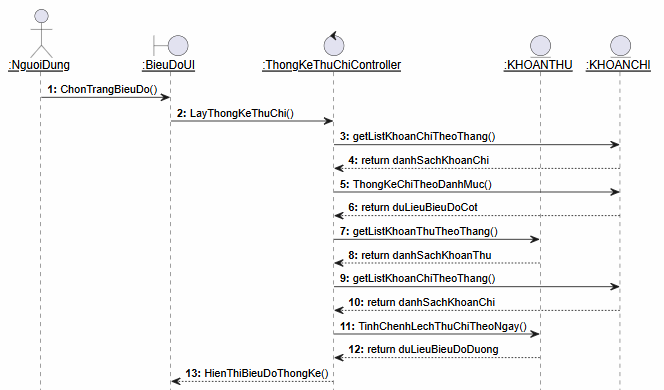 :NguoiDung :BieuDoUI :ThongKeThuChiController :KHOANTHU :KHOANCHI
1: ChonTrangBieuDo()
2: LayThongKeThuChi()
3: getListKhoanChiTheoThang()
4: return danhSachKhoanChi
5: ThongKeChiTheoDanhMuc()
6: return duLieuBieuDoCot
7: getListKhoanThuTheoThang()
8: return danhSachKhoanThu
9: getListKhoanChiTheoThang()
10: return danhSachKhoanChi
11: TinhChenhLechThuChiTheoNgay()
12: return duLieuBieuDoDuong
13: HienThiBieuDoThongKe()